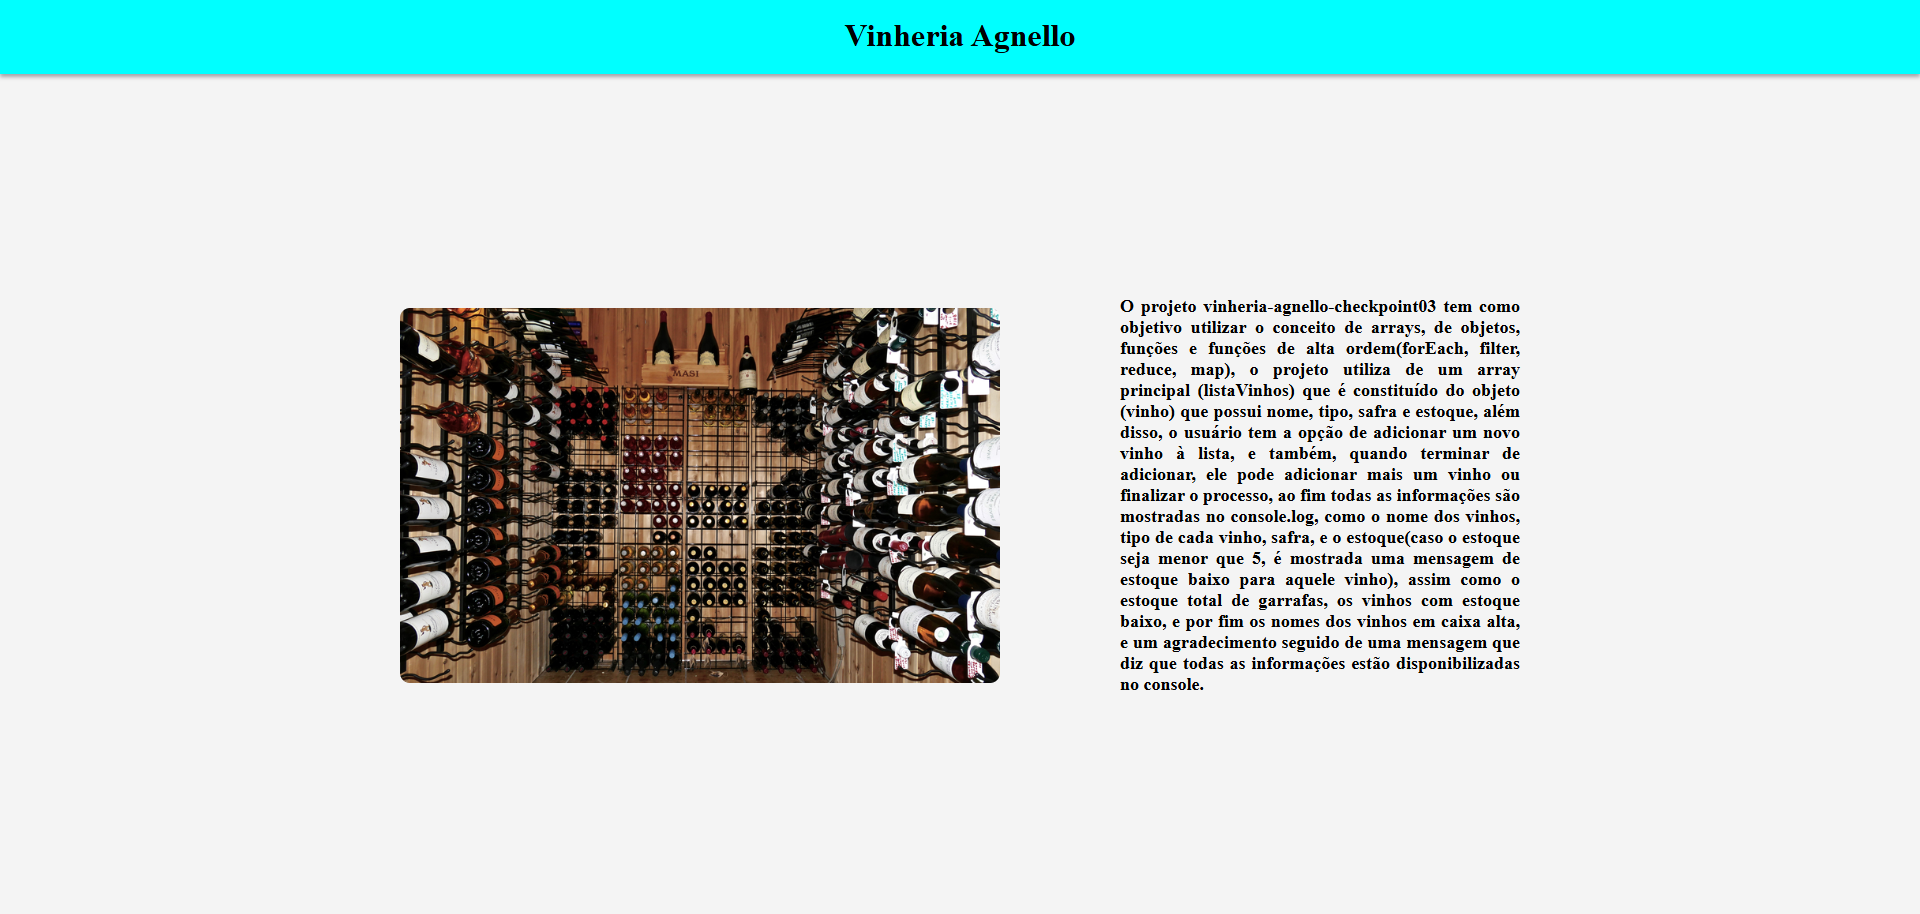 Vinheria Agnello
MASI
O projeto vinheria-agnello-checkpoint03 tem como
objetivo utilizar o conceito de arrays, de objetos,
funções e funções de alta ordem(forEach, filter,
reduce, map), o projeto utiliza de um array
principal (listaVinhos) que é constituído do objeto
(vinho) que possui nome, tipo, safra e estoque, além
disso, o usuário tem a opção de adicionar um novo
vinho à lista, e também, quando terminar de
adicionar, ele pode adicionar mais um vinho ou
finalizar o processo, ao fim todas as informações são
mostradas no console.log, como o nome dos vinhos,
tipo de cada vinho, safra, e o estoque(caso o estoque
seja menor que 5, é mostrada uma mensagem de
estoque baixo para aquele vinho), assim como o
estoque total de garrafas, os vinhos com estoque
baixo, e por fim os nomes dos vinhos em caixa alta,
e um agradecimento seguido de uma mensagem que
diz que todas as informações estão disponibilizadas
no console.